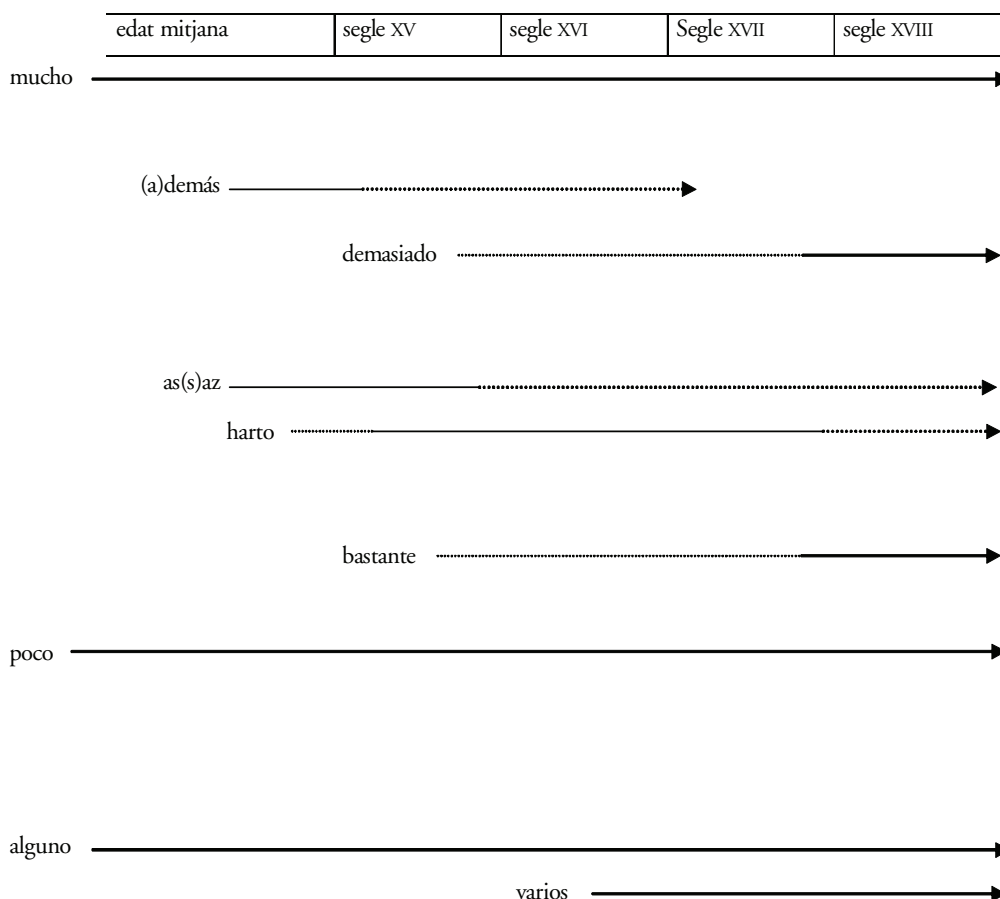 edat mitjana segle XV segle XVI Segle XVII segle XVIII
mucho
(a)demás
demasiado
as(s)az
harto
bastante
poco
alguno
varios